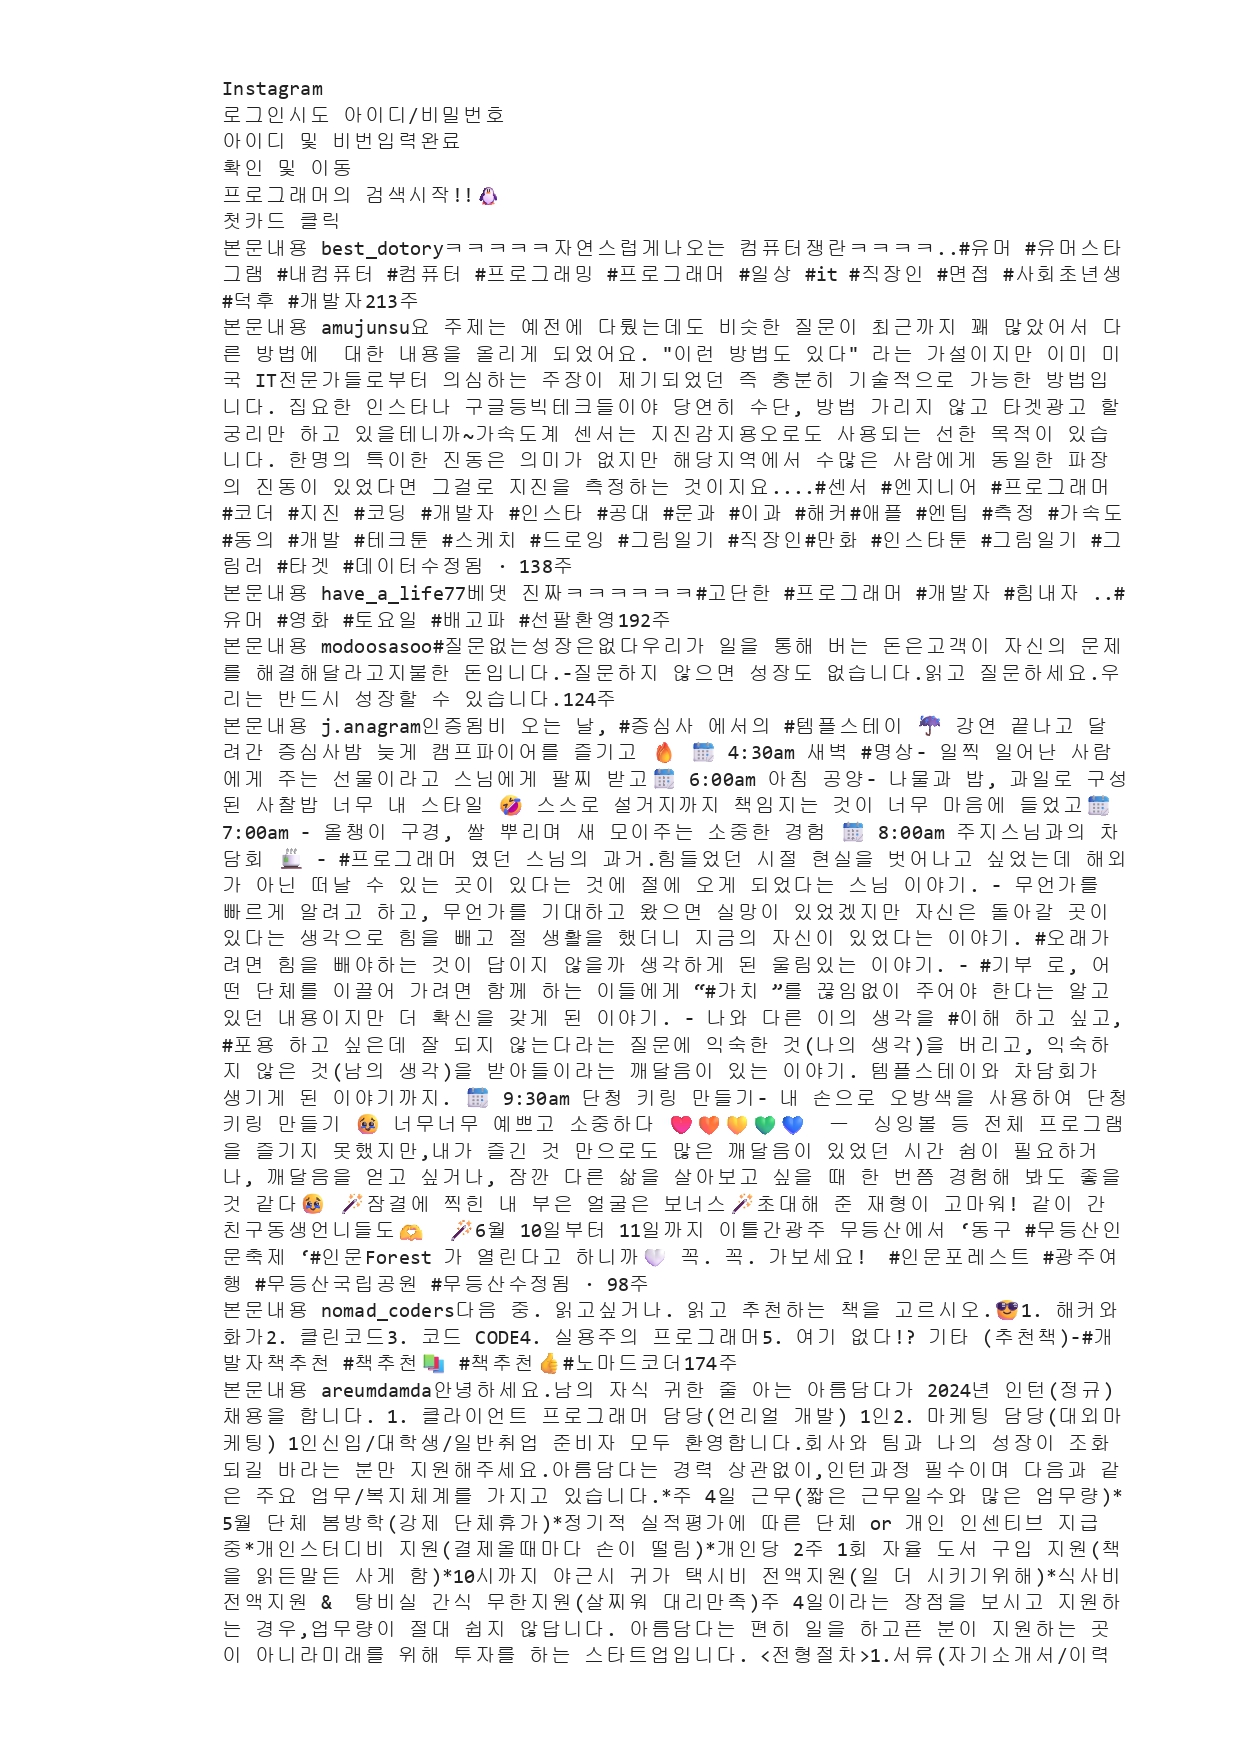 Instagram
로그인시도 아이디/비밀번호
아이디 및 비번입력완료
확인 및 이동
프로그래머의 검색시작!!🐧
첫카드 클릭
본문내용 best_dotoryㅋㅋㅋㅋㅋ자연스럽게나오는 컴퓨터쟁란ㅋㅋㅋㅋ..#유머 #유머스타
그램 #내컴퓨터 #컴퓨터 #프로그래밍 #프로그래머 #일상 #it #직장인 #면접 #사회초년생
#덕후 #개발자213주
본문내용 amujunsu요 주제는 예전에 다뤘는데도 비슷한 질문이 최근까지 꽤 많았어서 다
른 방법에  대한 내용을 올리게 되었어요. "이런 방법도 있다" 라는 가설이지만 이미 미
국 IT전문가들로부터 의심하는 주장이 제기되었던 즉 충분히 기술적으로 가능한 방법입
니다. 집요한 인스타나 구글등빅테크들이야 당연히 수단, 방법 가리지 않고 타겟광고 할
궁리만 하고 있을테니까~가속도계 센서는 지진감지용오로도 사용되는 선한 목적이 있습
니다. 한명의 특이한 진동은 의미가 없지만 해당지역에서 수많은 사람에게 동일한 파장
의 진동이 있었다면 그걸로 지진을 측정하는 것이지요....#센서 #엔지니어 #프로그래머
#코더 #지진 #코딩 #개발자 #인스타 #공대 #문과 #이과 #해커#애플 #엔팁 #측정 #가속도
#동의 #개발 #테크툰 #스케치 #드로잉 #그림일기 #직장인#만화 #인스타툰 #그림일기 #그
림러 #타겟 #데이터수정됨 · 138주
본문내용 have_a_life77베댓 진짜ㅋㅋㅋㅋㅋㅋ#고단한 #프로그래머 #개발자 #힘내자 ..#
유머 #영화 #토요일 #배고파 #선팔환영192주
본문내용 modoosasoo#질문없는성장은없다우리가 일을 통해 버는 돈은고객이 자신의 문제
를 해결해달라고지불한 돈입니다.-질문하지 않으면 성장도 없습니다.읽고 질문하세요.우
리는 반드시 성장할 수 있습니다.124주
본문내용 j.anagram인증됨비 오는 날, #증심사 에서의 #템플스테이 ☂️ 강연 끝나고 달
려간 증심사밤 늦게 캠프파이어를 즐기고 🔥 🗓️ 4:30am 새벽 #명상- 일찍 일어난 사람
에게 주는 선물이라고 스님에게 팔찌 받고🗓️ 6:00am 아침 공양- 나물과 밥, 과일로 구성
된 사찰밥 너무 내 스타일 🤣 스스로 설거지까지 책임지는 것이 너무 마음에 들었고🗓️
7:00am - 올챙이 구경, 쌀 뿌리며 새 모이주는 소중한 경험 🗓️ 8:00am 주지스님과의 차
담회 🍵 - #프로그래머 였던 스님의 과거.힘들었던 시절 현실을 벗어나고 싶었는데 해외
가 아닌 떠날 수 있는 곳이 있다는 것에 절에 오게 되었다는 스님 이야기. - 무언가를
빠르게 알려고 하고, 무언가를 기대하고 왔으면 실망이 있었겠지만 자신은 돌아갈 곳이
있다는 생각으로 힘을 빼고 절 생활을 했더니 지금의 자신이 있었다는 이야기. #오래가
려면 힘을 빼야하는 것이 답이지 않을까 생각하게 된 울림있는 이야기. - #기부 로, 어
떤 단체를 이끌어 가려면 함께 하는 이들에게 “#가치 ”를 끊임없이 주어야 한다는 알고
있던 내용이지만 더 확신을 갖게 된 이야기. - 나와 다른 이의 생각을 #이해 하고 싶고,
#포용 하고 싶은데 잘 되지 않는다라는 질문에 익숙한 것(나의 생각)을 버리고, 익숙하
지 않은 것(남의 생각)을 받아들이라는 깨달음이 있는 이야기. 템플스테이와 차담회가
생기게 된 이야기까지. 🗓️ 9:30am 단청 키링 만들기- 내 손으로 오방색을 사용하여 단청
키링 만들기 🥹 너무너무 예쁘고 소중하다 ❤️🧡💛💚💙 ㅡ  싱잉볼 등 전체 프로그램
을 즐기지 못했지만,내가 즐긴 것 만으로도 많은 깨달음이 있었던 시간 쉼이 필요하거
나, 깨달음을 얻고 싶거나, 잠깐 다른 삶을 살아보고 싶을 때 한 번쯤 경험해 봐도 좋을
것 같다🥹 🪄잠결에 찍힌 내 부은 얼굴은 보너스🪄초대해 준 재형이 고마워! 같이 간
친구동생언니들도🫶  🪄6월 10일부터 11일까지 이틀간광주 무등산에서 ‘동구 #무등산인
문축제 ‘#인문Forest 가 열린다고 하니까🤍 꼭. 꼭. 가보세요!  #인문포레스트 #광주여
행 #무등산국립공원 #무등산수정됨 · 98주
본문내용 nomad_coders다음 중. 읽고싶거나. 읽고 추천하는 책을 고르시오.😎1. 해커와
화가2. 클린코드3. 코드 CODE4. 실용주의 프로그래머5. 여기 없다!? 기타 (추천책)-#개
발자책추천 #책추천📚 #책추천👍#노마드코더174주
본문내용 areumdamda안녕하세요.남의 자식 귀한 줄 아는 아름담다가 2024년 인턴(정규)
채용을 합니다. 1. 클라이언트 프로그래머 담당(언리얼 개발) 1인2. 마케팅 담당(대외마
케팅) 1인신입/대학생/일반취업 준비자 모두 환영합니다.회사와 팀과 나의 성장이 조화
되길 바라는 분만 지원해주세요.아름담다는 경력 상관없이,인턴과정 필수이며 다음과 같
은 주요 업무/복지체계를 가지고 있습니다.*주 4일 근무(짧은 근무일수와 많은 업무량)*
5월 단체 봄방학(강제 단체휴가)*정기적 실적평가에 따른 단체 or 개인 인센티브 지급
중*개인스터디비 지원(결제올때마다 손이 떨림)*개인당 2주 1회 자율 도서 구입 지원(책
을 읽든말든 사게 함)*10시까지 야근시 귀가 택시비 전액지원(일 더 시키기위해)*식사비
전액지원 &  탕비실 간식 무한지원(살찌워 대리만족)주 4일이라는 장점을 보시고 지원하
는 경우,업무량이 절대 쉽지 않답니다. 아름담다는 편히 일을 하고픈 분이 지원하는 곳
이 아니라미래를 위해 투자를 하는 스타트업입니다. <전형절차>1.서류(자기소개서/이력